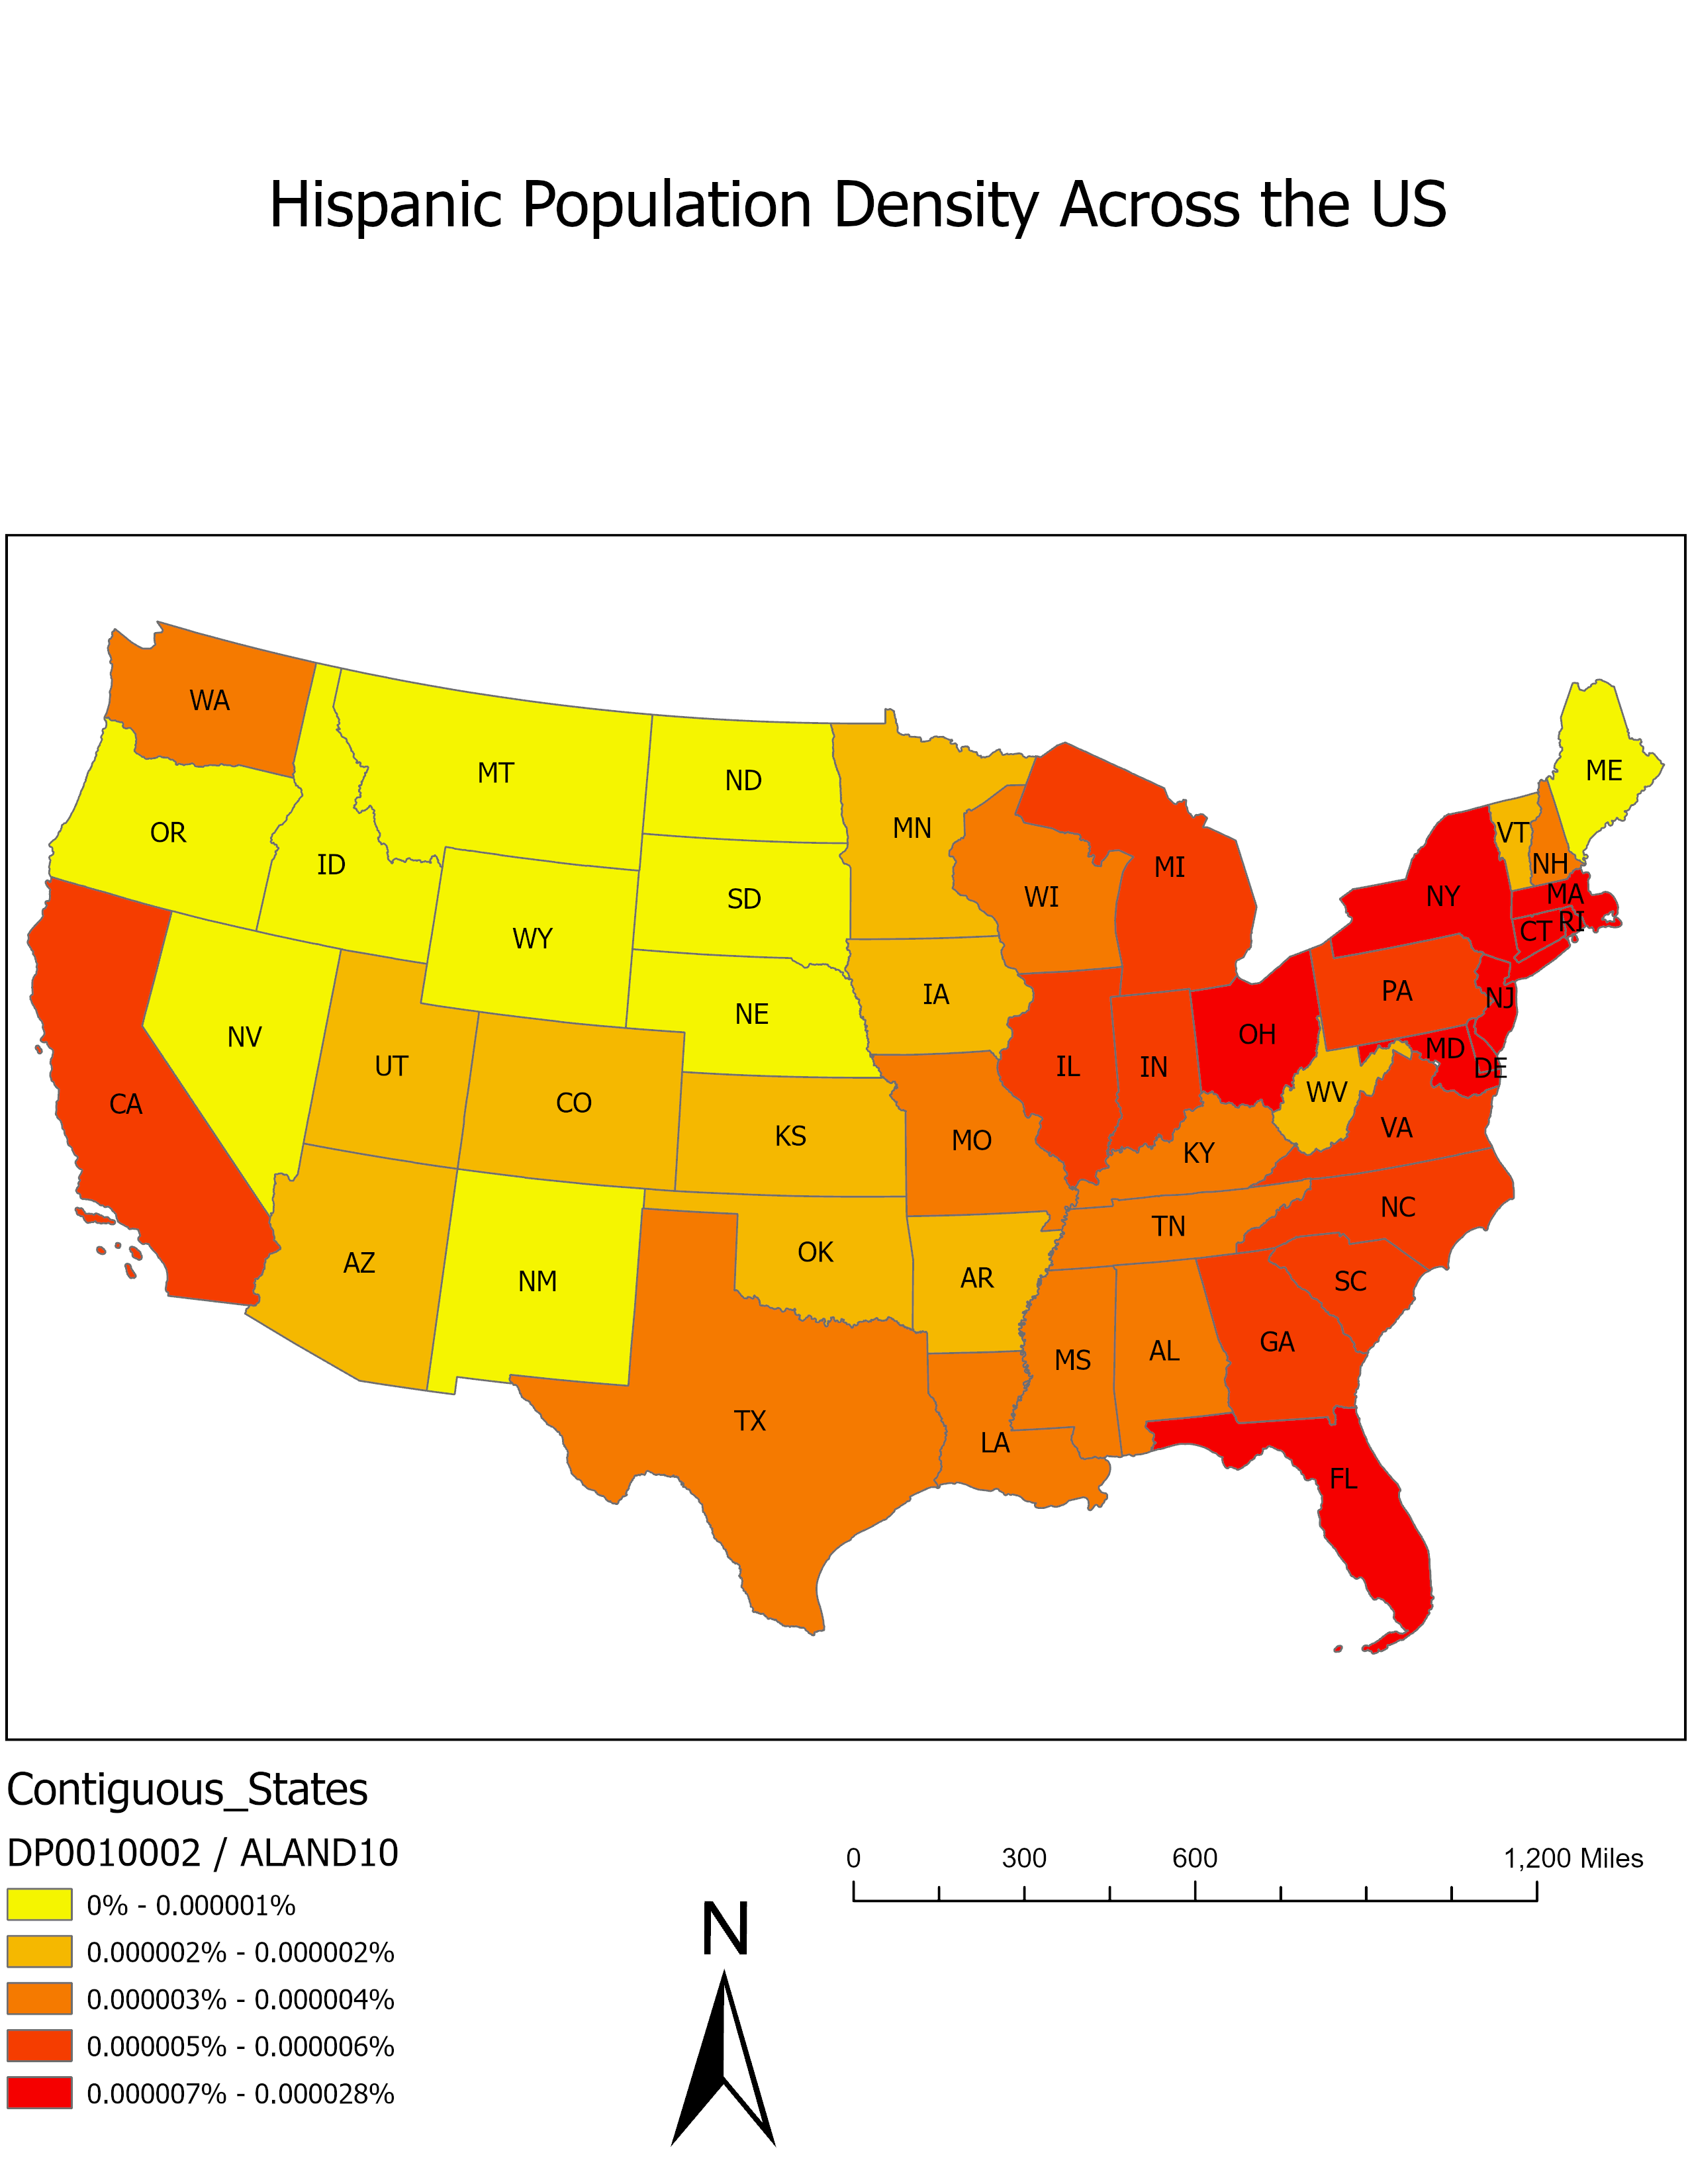 Hispanic Population Density Across the US
WA
MT
ND
ME
OR
MN
VT
ID
NH
MI
SD
WI
NY
MA
CT
RI
WY
IA
PA
NJ
NE
NV
OH
MD
UT
IL
IN
DE
CO
WV
CA
KS
MO
VA
KY
NC
TN
AZ
OK
NM
AR
SC
GA
MS
AL
TX
LA
FL
Contiguous_States
DP0010002 / ALAND10
0% - 0.000001%
0.000002% - 0.000002%
0.000003% - 0.000004%
0.000005% - 0.000006%
0.000007% - 0.000028%
N
0 300 600 1,200 Miles